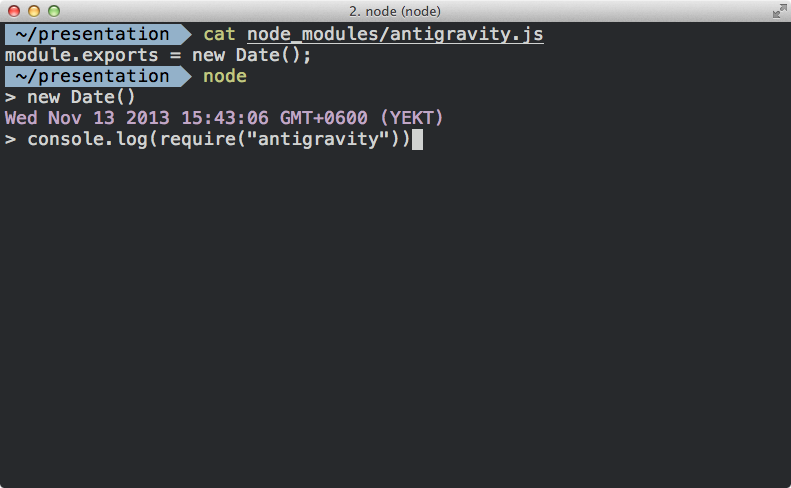 2. node (node)
~/presentation cat node_modules/antigravity.js
module.exports = new Date();
~/presentation node
> new Date()
Wed Nov 13 2013 15:43:06 GMT+0600 (YEKT)
> console.log(require("antigravity"))